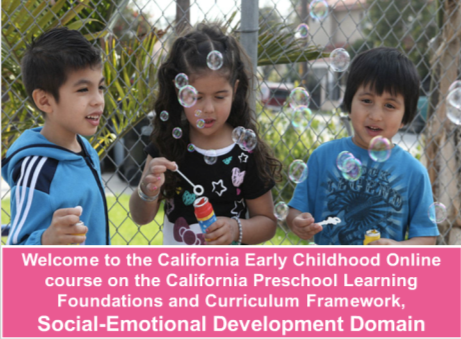 Welcome to the California Early Childhood Online
course on the California Preschool Learning
Foundations and Curriculum Framework,
Social-Emotional Development Domain